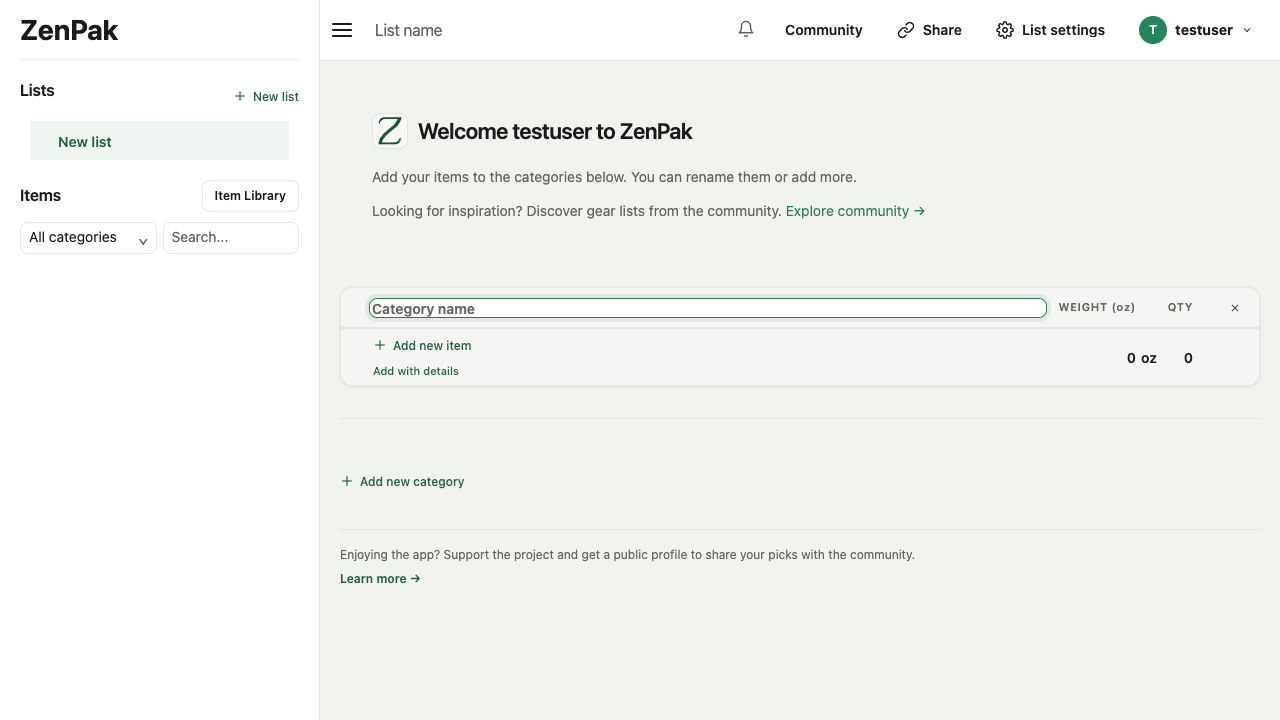 ZenPak
List name
Community
Share
List settings
T
testuser
Lists
New list
New list
Items
Item Library
All categories
Search...
Z
Welcome testuser to ZenPak
Add your items to the categories below. You can rename them or add more.
Looking for inspiration? Discover gear lists from the community. Explore community →
Category name
WEIGHT (oz)
QTY
Add new item
Add with details
0 oz
0
Add new category
Enjoying the app? Support the project and get a public profile to share your picks with the community.
Learn more →